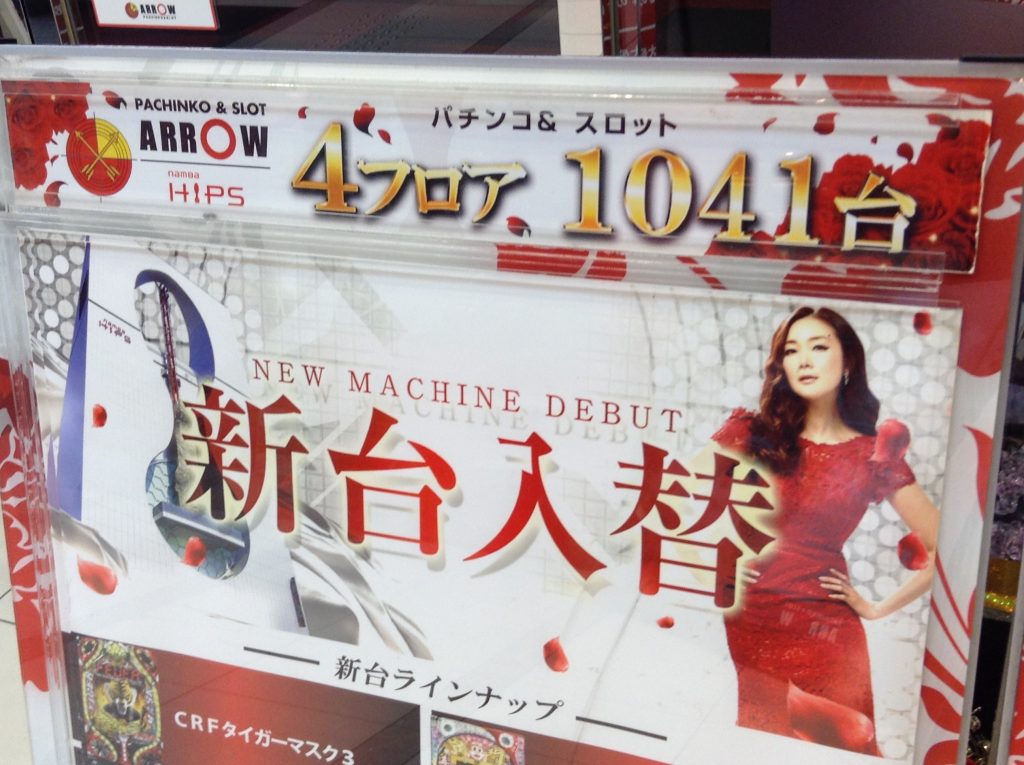 ARROW
PACHINKO & SLOT
ARROW
namba
HIPS
パチンコ& スロット
4フロア 1041台
NEW MACHINE DEBUT
新台入替
新台ラインナップ
CRFタイガーマスク3